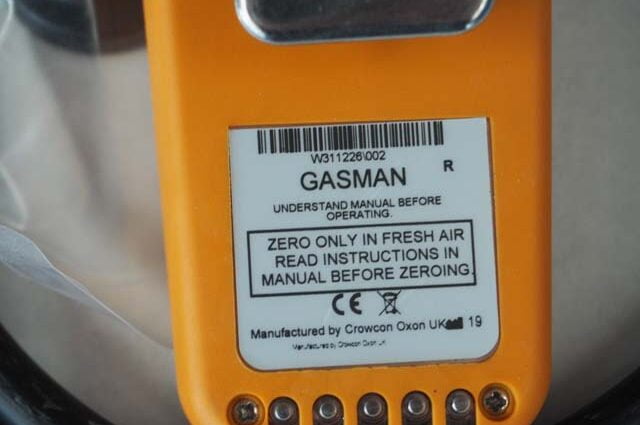 W311226\002
GASMAN R
UNDERSTAND MANUAL BEFORE
OPERATING.
ZERO ONLY IN FRESH AIR
READ INSTRUCTIONS IN
MANUAL BEFORE ZEROING.
CE
Manufactured by Crowcon Oxon UK 19
Manufactured by Crowcon Oxon UK